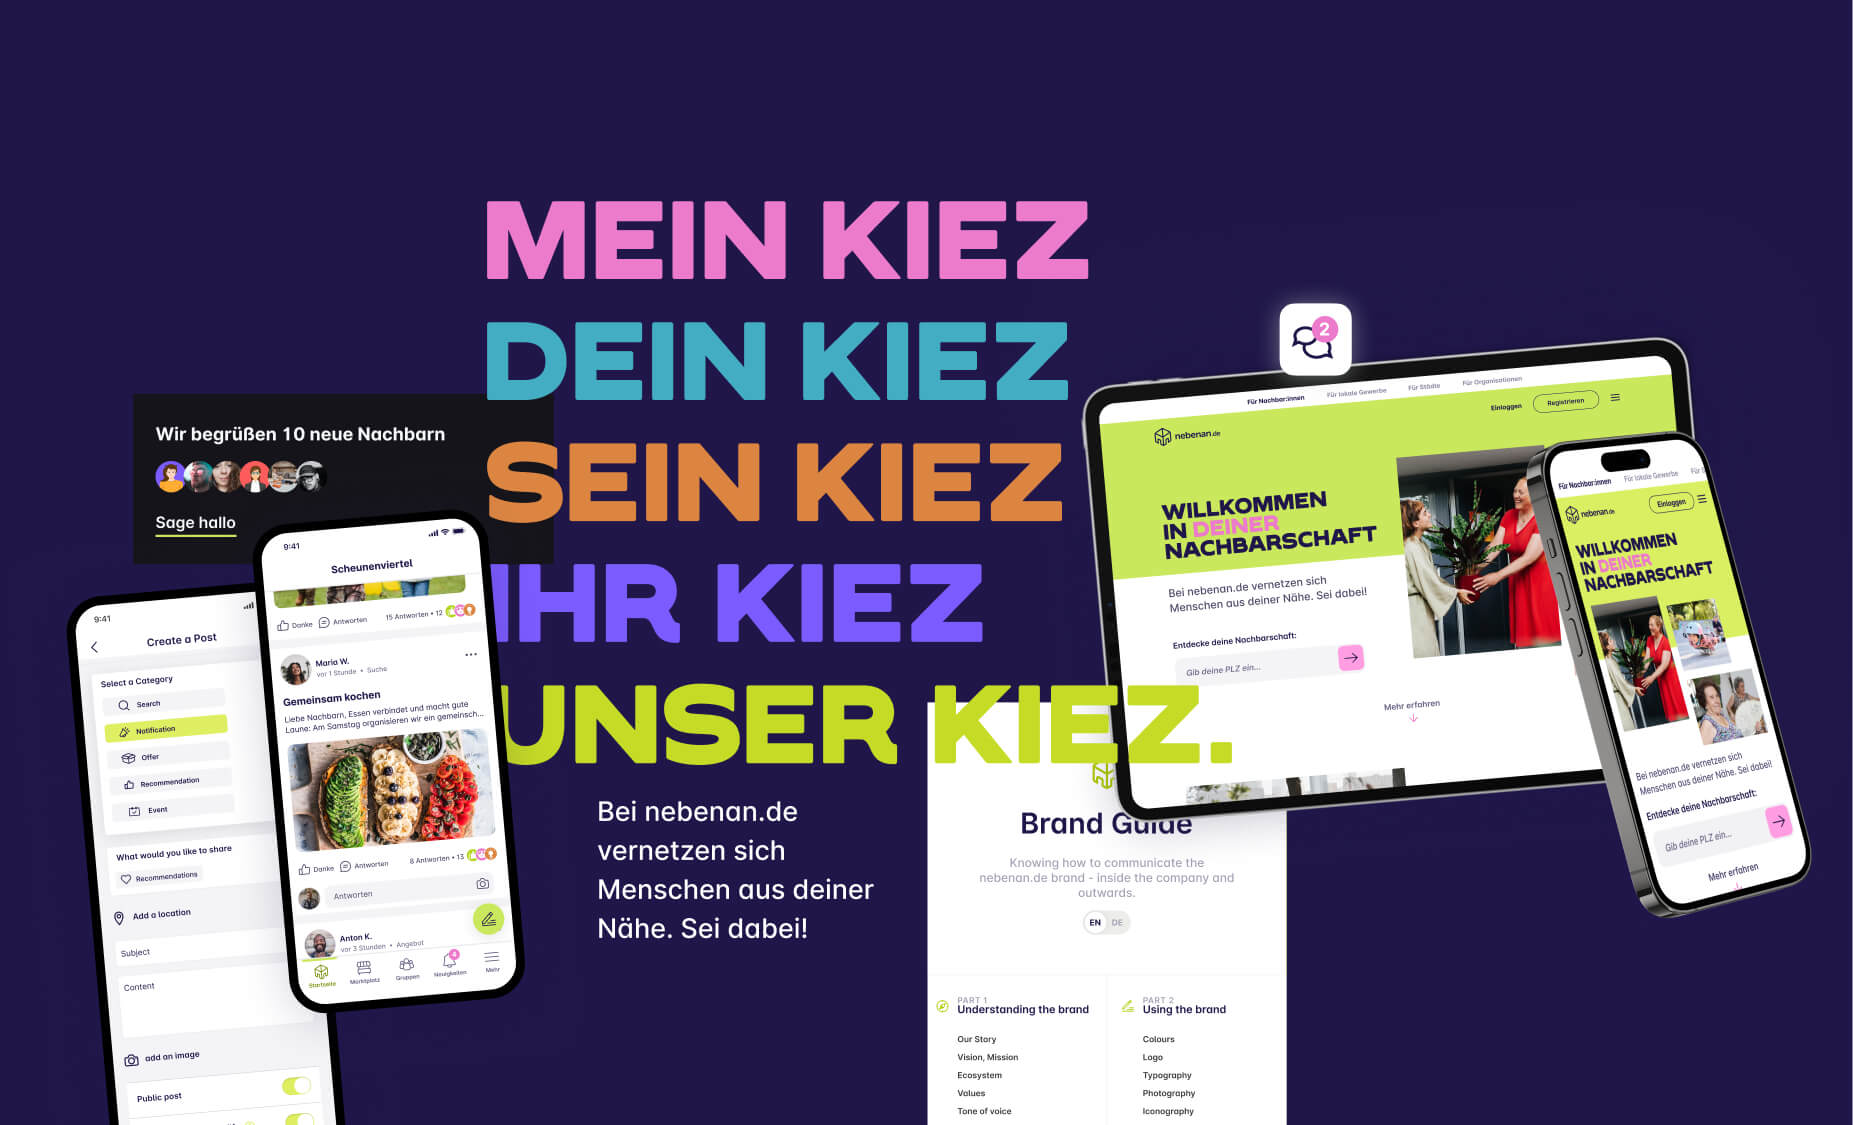 MEIN KIEZ
DEIN KIEZ
SEIN KIEZ
IHR KIEZ
UNSER KIEZ.
Bei nebenan.de
vernetzen sich
Menschen aus deiner
Nähe. Sei dabei!
Wir begrüßen 10 neue Nachbarn
Sage hallo
9:41
Create a Post
Select a Category
Search
Notification
Offer
Recommendation
Event
What would you like to share
Recommendations
Add a location
Subject
Content
add an image
Public post
9:41
Scheunenviertel
Danke
Antworten
15 Antworten • 12
Maria W.
vor 1 Stunde • Suche
Gemeinsam kochen
Liebe Nachbarn, Essen verbindet und macht gute
Laune: Am Samstag organisieren wir ein gemeinsch...
Danke
Antworten
8 Antworten • 13
Antworten
Anton K.
vor 3 Stunden • Angebot
4
Startseite
Marktplatz
Gruppen
Neuigkeiten
Mehr
2
Für Nachbar:innen
Für lokale Gewerbe
Für Städte
Für Organisationen
nebenan.de
Einloggen
Registrieren
WILLKOMMEN
IN DEINER
NACHBARSCHAFT
Bei nebenan.de vernetzen sich
Menschen aus deiner Nähe. Sei dabei!
Entdecke deine Nachbarschaft:
Gib deine PLZ ein...
Mehr erfahren
Für Nachbar:innen
Für lokale Gewerbe
nebenan.de
Einloggen
WILLKOMMEN
IN DEINER
NACHBARSCHAFT
Bei nebenan.de vernetzen sich
Menschen aus deiner Nähe. Sei dabei!
Entdecke deine Nachbarschaft:
Gib deine PLZ ein...
Mehr erfahren
Brand Guide
Knowing how to communicate the
nebenan.de brand - inside the company and
outwards.
EN
DE
PART 1
Understanding the brand
Our Story
Vision, Mission
Ecosystem
Values
Tone of voice
PART 2
Using the brand
Colours
Logo
Typography
Photography
Iconography